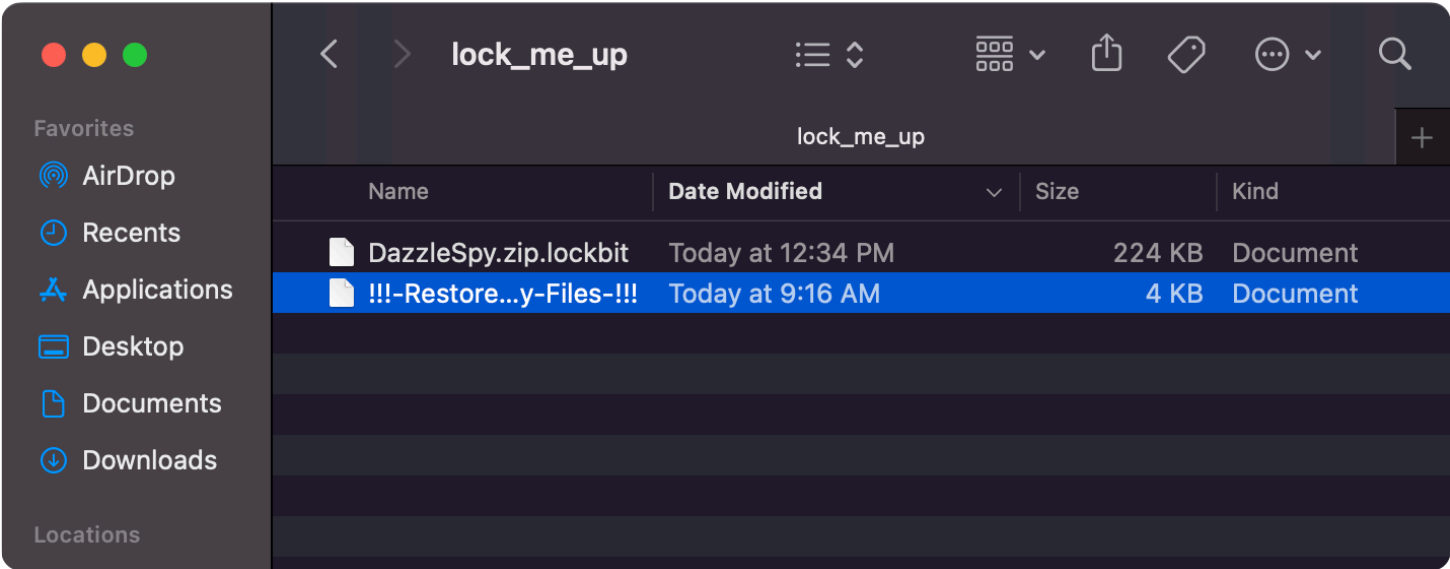 lock_me_up
lock_me_up
Favorites
AirDrop
Recents
Applications
Desktop
Documents
Downloads
Locations
Name Date Modified Size Kind
DazzleSpy.zip.lockbit Today at 12:34 PM 224 KB Document
!!!-Restore...y-Files-!!! Today at 9:16 AM 4 KB Document